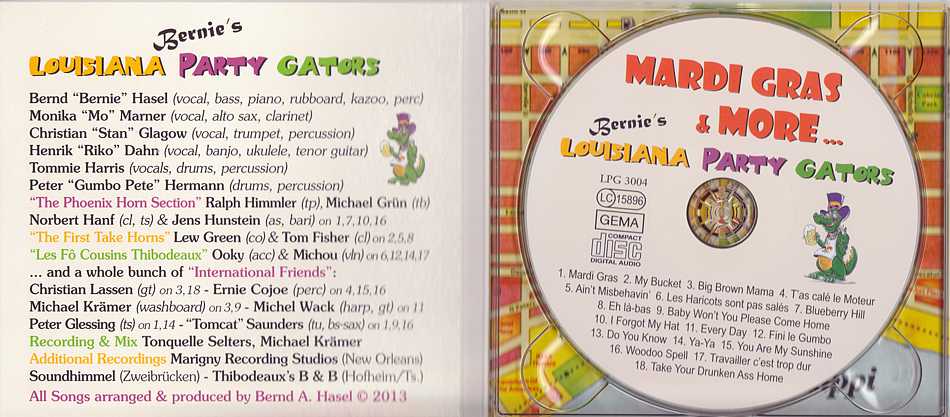 Bernie's
LOUISIANA PARTY GATORS
Bernd "Bernie" Hasel (vocal, bass, piano, rubboard, kazoo, perc)
Monika "Mo" Marner (vocal, alto sax, clarinet)
Christian "Stan" Glagow (vocal, trumpet, percussion)
Henrik "Riko" Dahn (vocal, banjo, ukulele, tenor guitar)
Tommie Harris (vocals, drums, percussion)
Peter "Gumbo Pete" Hermann (drums, percussion)
"The Phoenix Horn Section" Ralph Himmler (tp), Michael Grün (tb)
Norbert Hanf (cl, ts) & Jens Hunstein (as, bari) on 1,7,10,16
"The First Take Horns" Lew Green (co) & Tom Fisher (cl) on 2,5,8
"Les Fô Cousins Thibodeaux" Ooky (acc) & Michou (vln) on 6,12,14,17
... and a whole bunch of "International Friends":
Christian Lassen (gt) on 3,18 - Ernie Cojoe (perc) on 4,15,16
Michael Krämer (washboard) on 3,9 - Michel Wack (harp, gt) on 11
Peter Glessing (ts) on 1,14 - "Tomcat" Saunders (tu, bs-sax) on 1,9,16
Recording & Mix Tonquelle Selters, Michael Krämer
Additional Recordings Marigny Recording Studios (New Orleans)
Soundhimmel (Zweibrücken) - Thibodeaux's B & B (Hofheim/Ts.)
All Songs arranged & produced by Bernd A. Hasel © 2013
MARDI GRAS
& MORE...
Bernie's
LOUISIANA PARTY GATORS
LPG 3004
LC 15896
GEMA
COMPACT
disc
DIGITAL AUDIO
1. Mardi Gras 2. My Bucket 3. Big Brown Mama 4. T'as calé le Moteur
5. Ain't Misbehavin' 6. Les Haricots sont pas salés 7. Blueberry Hill
8. Eh là-bas 9. Baby Won't You Please Come Home
10. I Forgot My Hat 11. Every Day 12. Fini le Gumbo
13. Do You Know 14. Ya-Ya 15. You Are My Sunshine
16. Woodoo Spell 17. Travailler c'est trop dur
18. Take Your Drunken Ass Home
ppi